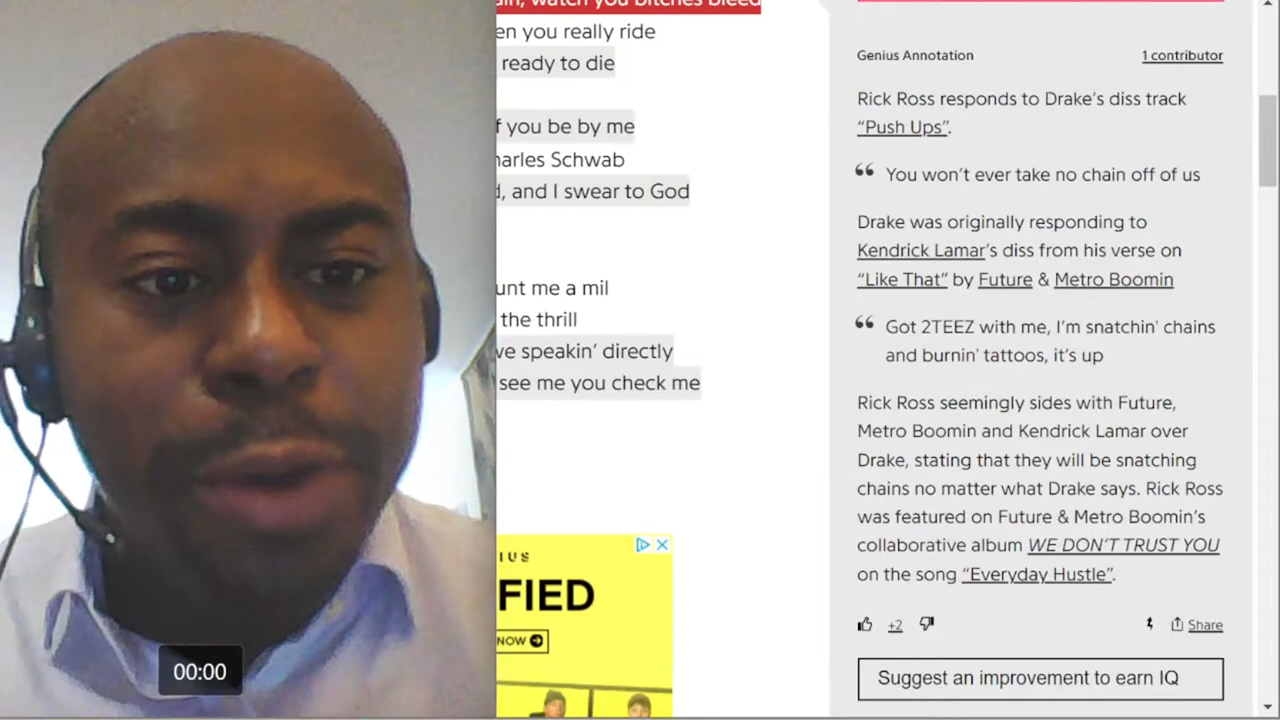 ain, watch you bitches bleed
en you really ride
ready to die
f you be by me
harles Schwab
d, and I swear to God
unt me a mil
the thrill
we speakin’ directly
see me you check me
IUS
FIED
NOW
00:00
Genius Annotation
1 contributor
Rick Ross responds to Drake’s diss track
“Push Ups”.
“ You won’t ever take no chain off of us
Drake was originally responding to
Kendrick Lamar’s diss from his verse on
“Like That” by Future & Metro Boomin
“ Got 2TEEZ with me, I’m snatchin' chains
and burnin' tattoos, it’s up
Rick Ross seemingly sides with Future,
Metro Boomin and Kendrick Lamar over
Drake, stating that they will be snatching
chains no matter what Drake says. Rick Ross
was featured on Future & Metro Boomin’s
collaborative album WE DON’T TRUST YOU
on the song “Everyday Hustle”.
+2
Share
Suggest an improvement to earn IQ